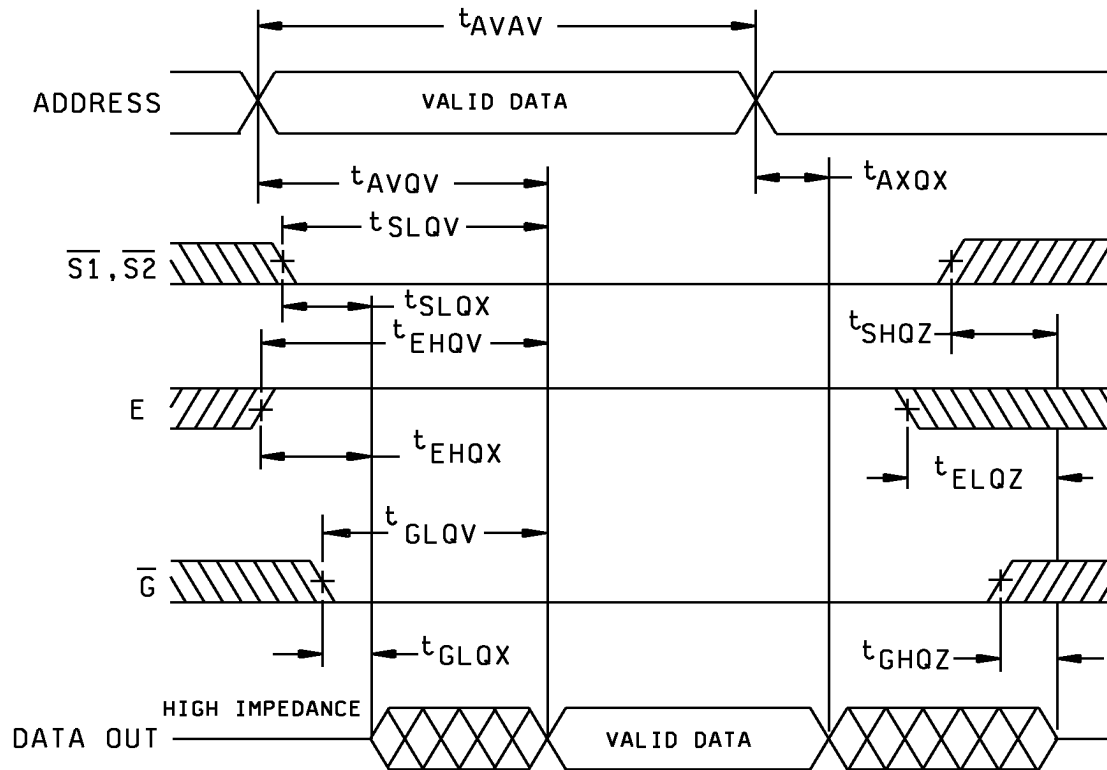 tAVAV
ADDRESS
VALID DATA
tAVQV
tAXQX
tSLQV
S1̅,S2̅
tSLQX
tEHQV
tSHQZ
E
tEHQX
tELQZ
tGLQV
G̅
tGLQX
tGHQZ
HIGH IMPEDANCE
DATA OUT
VALID DATA